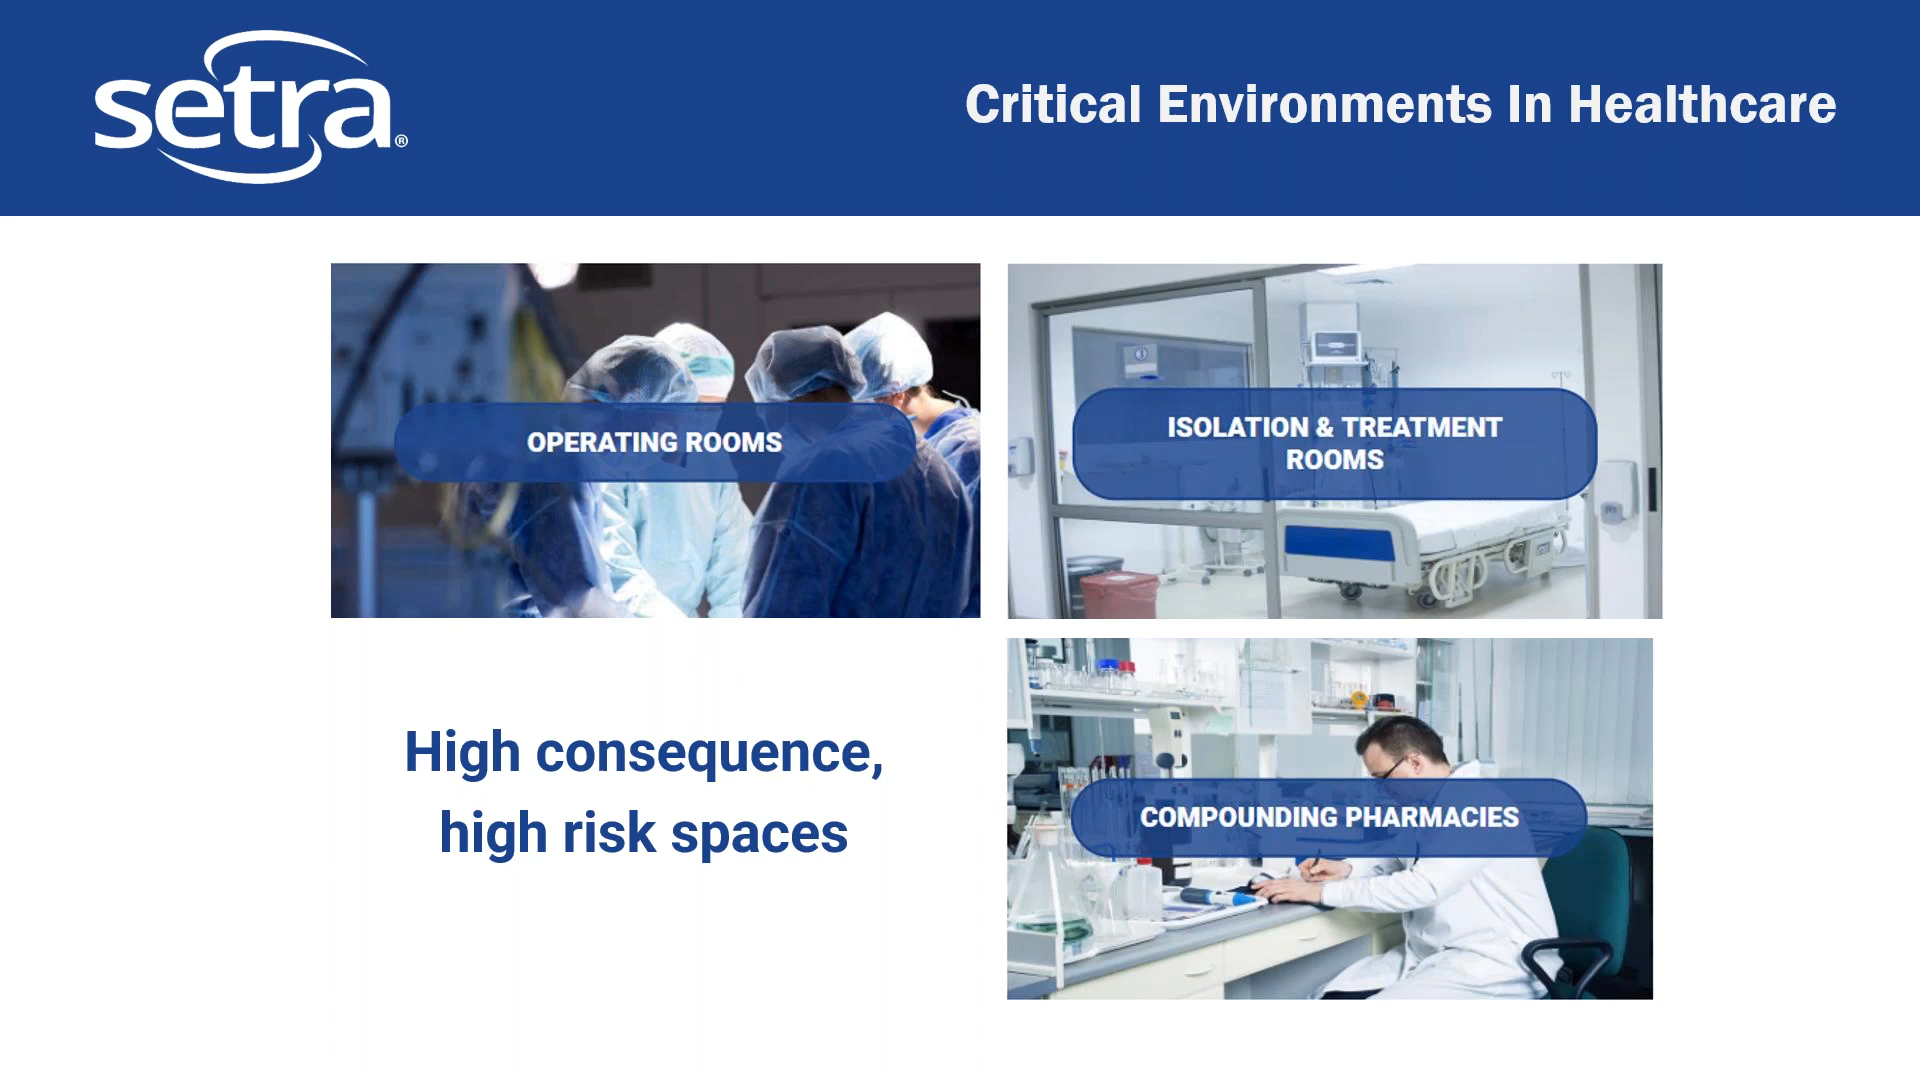 setra®
Critical Environments In Healthcare
OPERATING ROOMS
ISOLATION & TREATMENT
ROOMS
High consequence,
high risk spaces
COMPOUNDING PHARMACIES